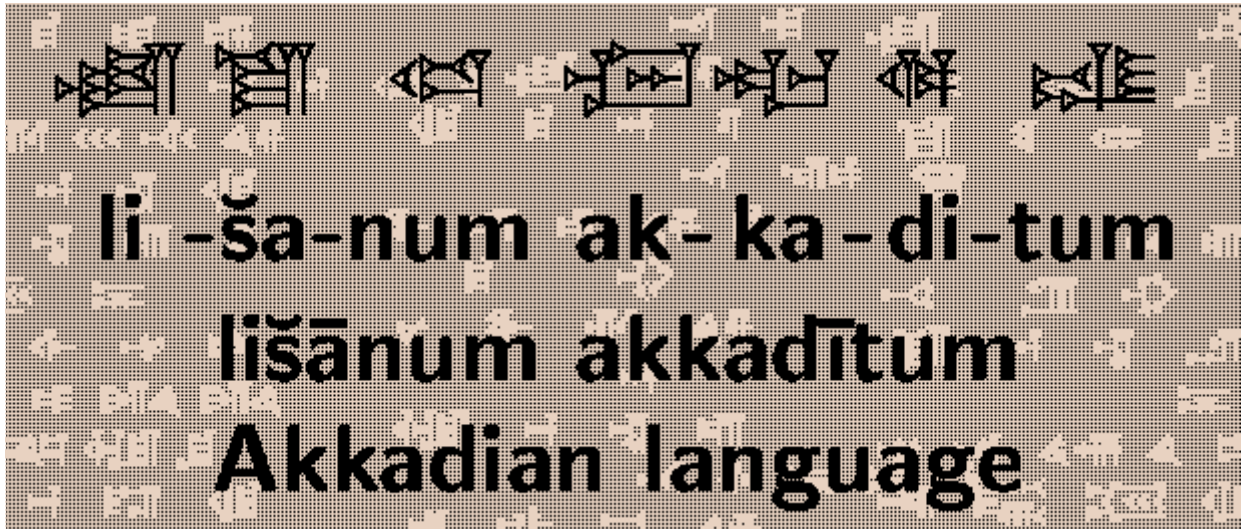 𒇷 𒊭 𒉏 𒀝 𒅗 𒁲 𒌈
li -ša-num ak- ka -di-tum
lišānum akkadītum
Akkadian language